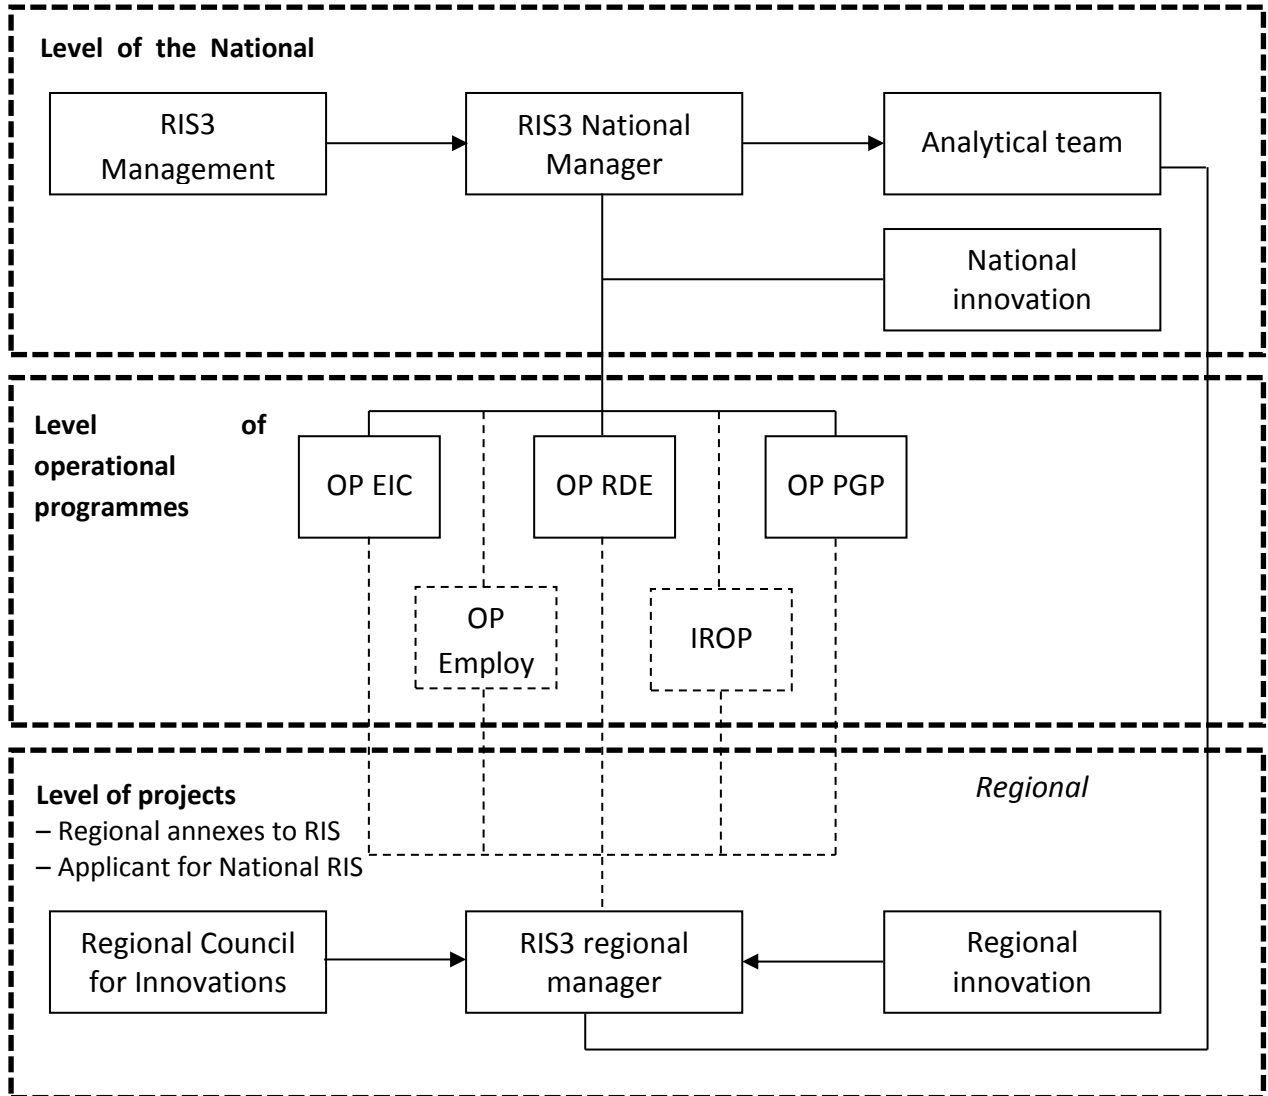 Level of the National
RIS3
Management
RIS3 National
Manager
Analytical team
National
innovation
Level of
operational
programmes
OP EIC
OP RDE
OP PGP
OP
Employ
IROP
Regional
Level of projects
– Regional annexes to RIS
– Applicant for National RIS
Regional Council
for Innovations
RIS3 regional
manager
Regional
innovation